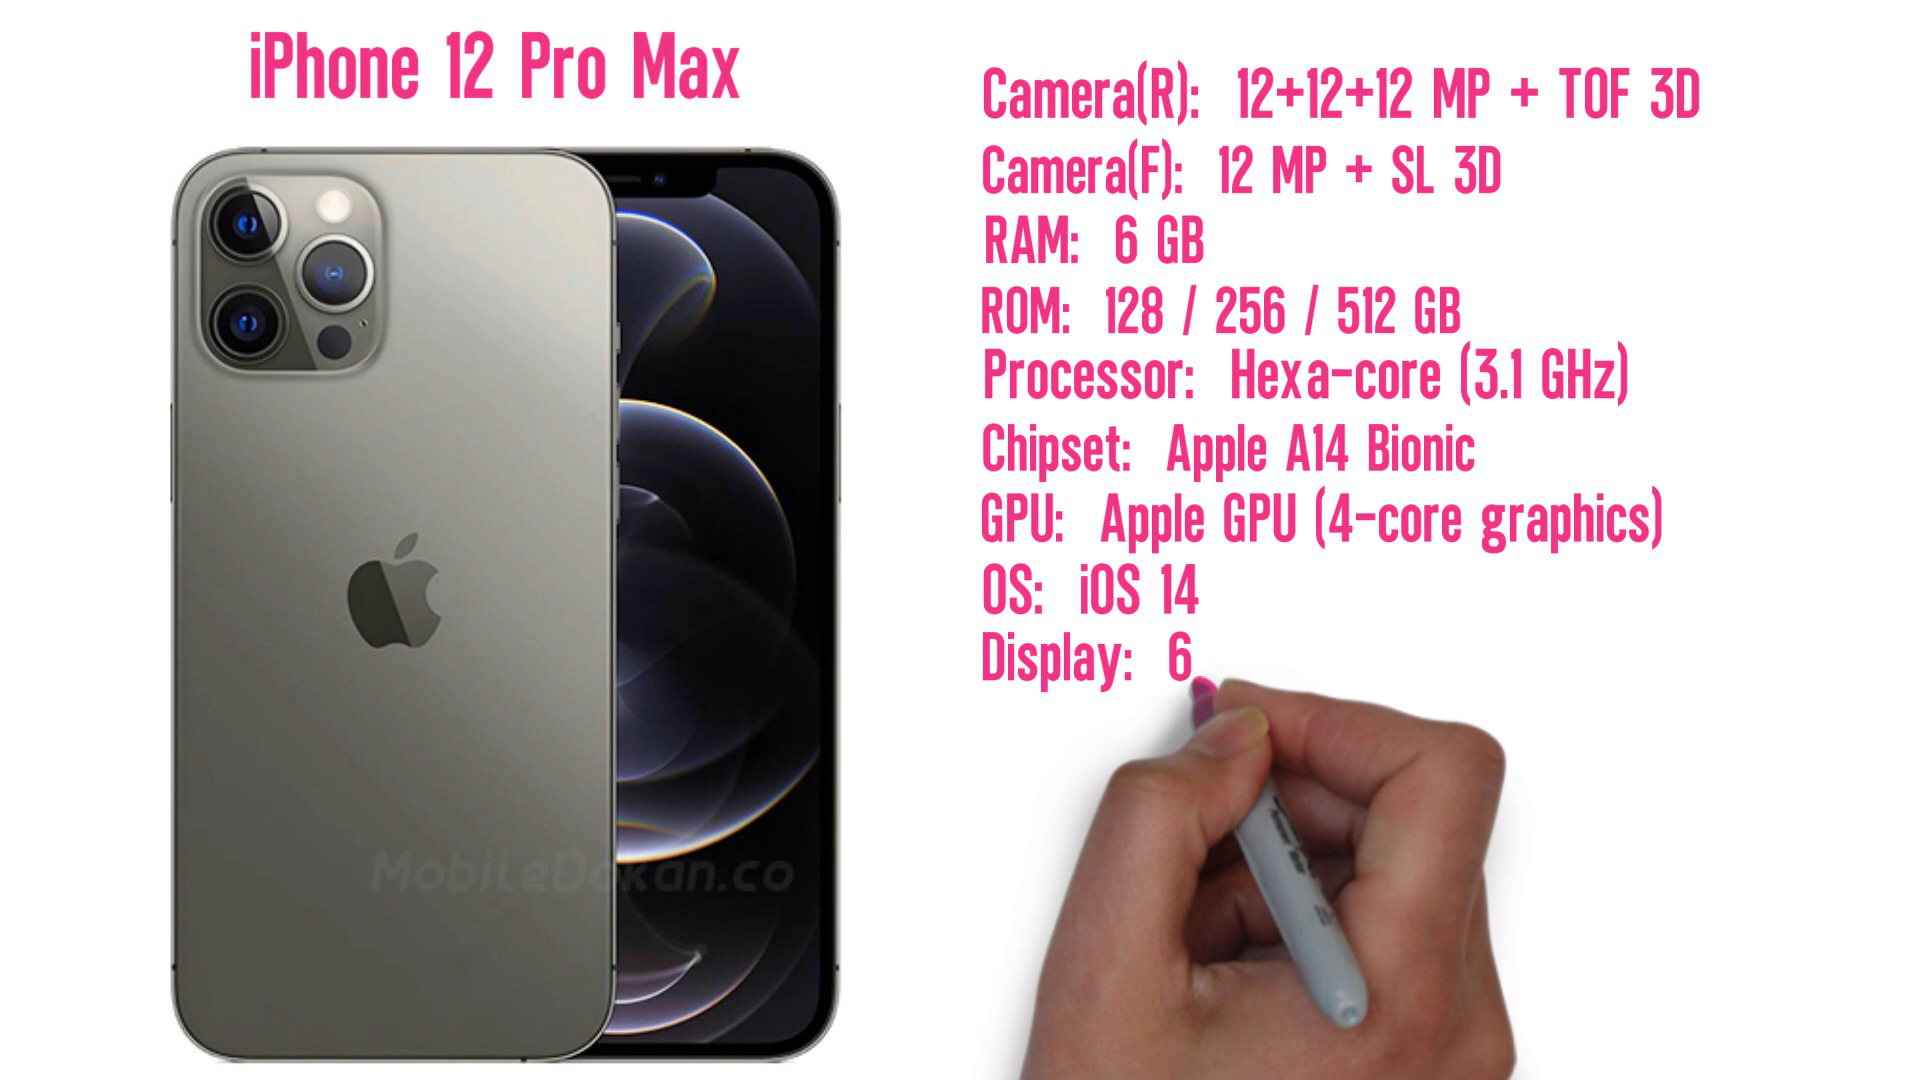 iPhone 12 Pro Max
Camera(R): 12+12+12 MP + TOF 3D
Camera(F): 12 MP + SL 3D
RAM: 6 GB
ROM: 128 / 256 / 512 GB
Processor: Hexa-core (3.1 GHz)
Chipset: Apple A14 Bionic
GPU: Apple GPU (4-core graphics)
OS: iOS 14
Display: 6
MobileDokan.co